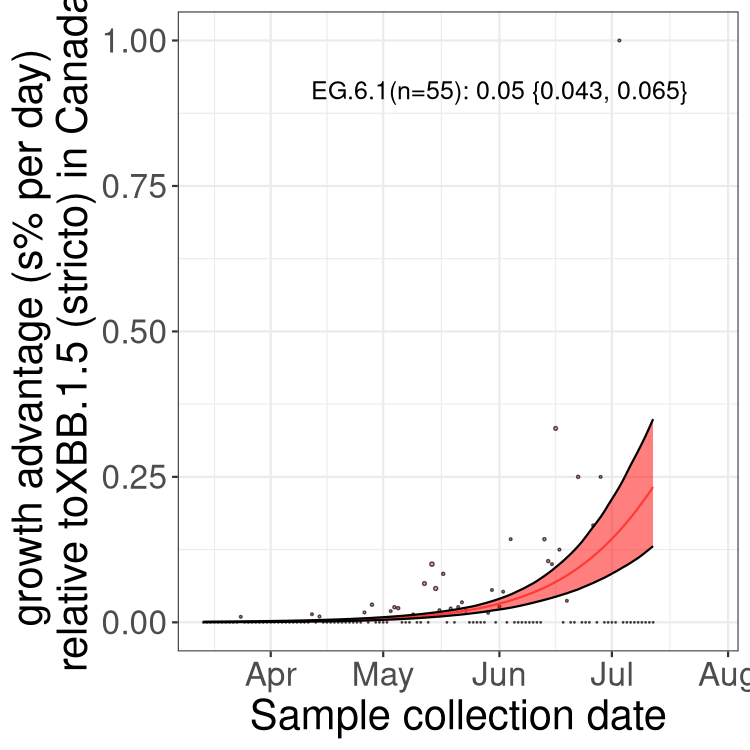 growth advantage (s% per day)
relative toXBB.1.5 (stricto) in Canada
1.00
0.75
0.50
0.25
0.00
EG.6.1(n=55): 0.05 {0.043, 0.065}
Apr May Jun Jul Aug
Sample collection date